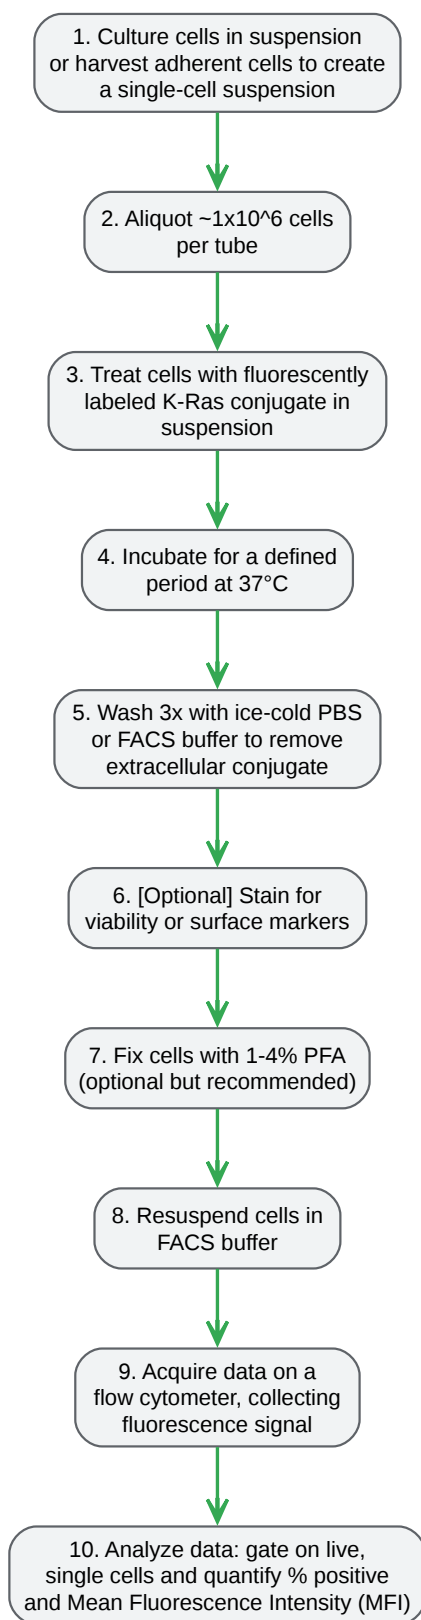 1. Culture cells in suspension
or harvest adherent cells to create
a single-cell suspension
2. Aliquot ~1x10^6 cells
per tube
3. Treat cells with fluorescently
labeled K-Ras conjugate in
suspension
4. Incubate for a defined
period at 37°C
5. Wash 3x with ice-cold PBS
or FACS buffer to remove
extracellular conjugate
6. [Optional] Stain for
viability or surface markers
7. Fix cells with 1-4% PFA
(optional but recommended)
8. Resuspend cells in
FACS buffer
9. Acquire data on a
flow cytometer, collecting
fluorescence signal
10. Analyze data: gate on live,
single cells and quantify % positive
and Mean Fluorescence Intensity (MFI)